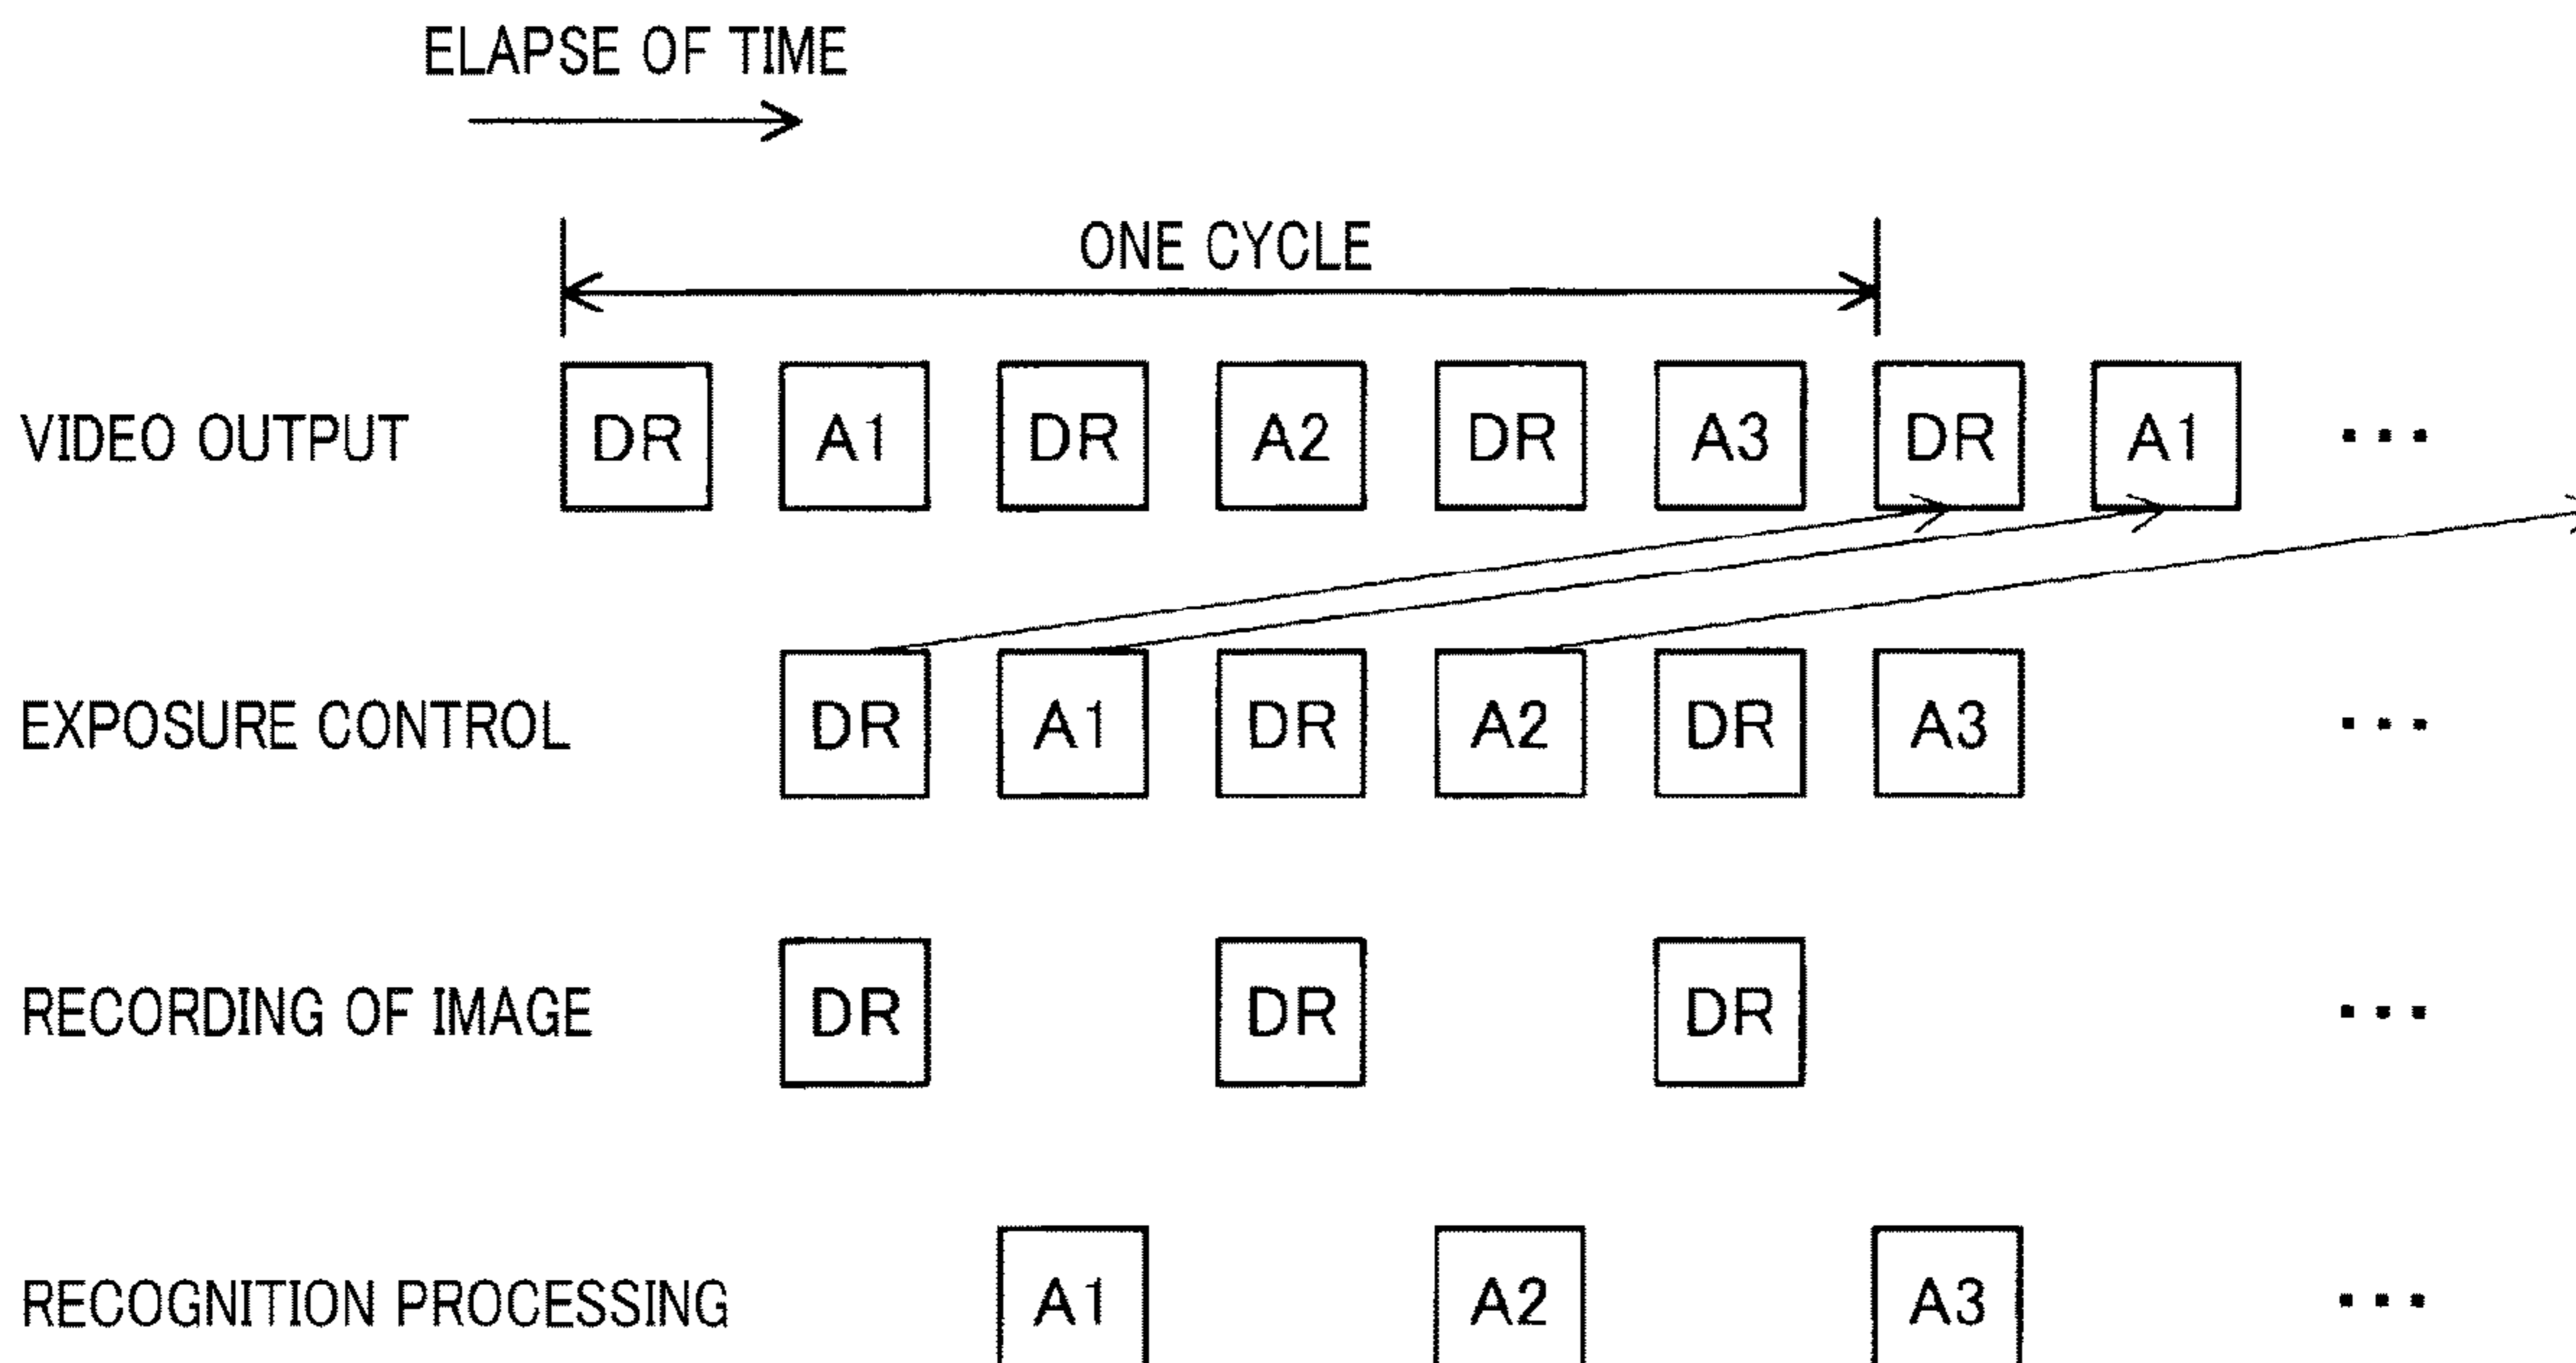 ELAPSE OF TIME
ONE CYCLE
VIDEO OUTPUT DR A1 DR A2 DR A3 DR A1 ...
EXPOSURE CONTROL DR A1 DR A2 DR A3 ...
RECORDING OF IMAGE DR DR DR ...
RECOGNITION PROCESSING A1 A2 A3 ...